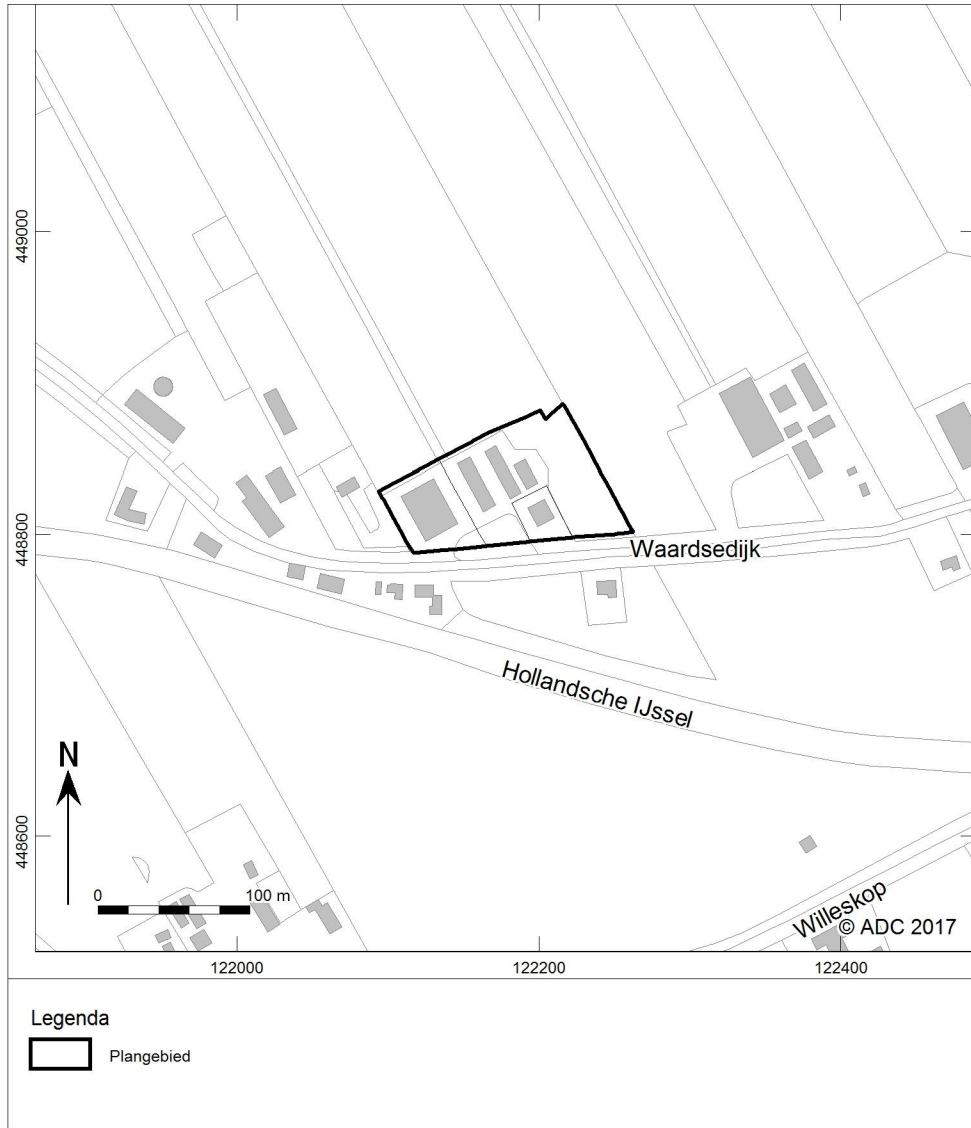 449000
448800
448600
Waardsedijk
Hollandsche IJssel
Willeskop
N
0 100 m
© ADC 2017
122000 122200 122400
Legenda
Plangebied